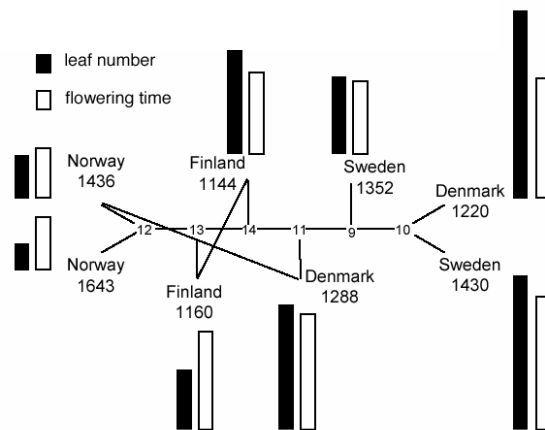 leaf number
flowering time
Norway
1436
Finland
1144
Sweden
1352
Denmark
1220
12 13 14 11 9 10
Norway
1643
Finland
1160
Denmark
1288
Sweden
1430